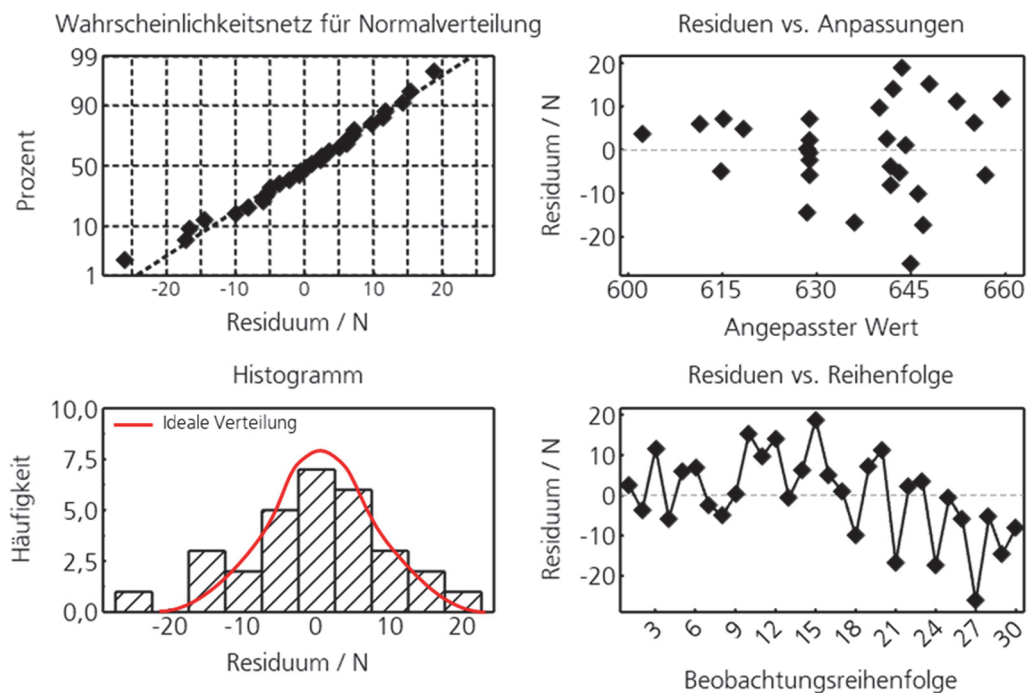 Wahrscheinlichkeitsnetz für Normalverteilung
99
90
50
10
1
Prozent
-20 -10 0 10 20
Residuum / N
Residuen vs. Anpassungen
20
10
0
-10
-20
Residuum / N
600 615 630 645 660
Angepasster Wert
Histogramm
Ideale Verteilung
10,0
7,5
5,0
2,5
0,0
Häufigkeit
-20 -10 0 10 20
Residuum / N
Residuen vs. Reihenfolge
20
10
0
-10
-20
Residuum / N
3 6 9 12 15 18 21 24 27 30
Beobachtungsreihenfolge